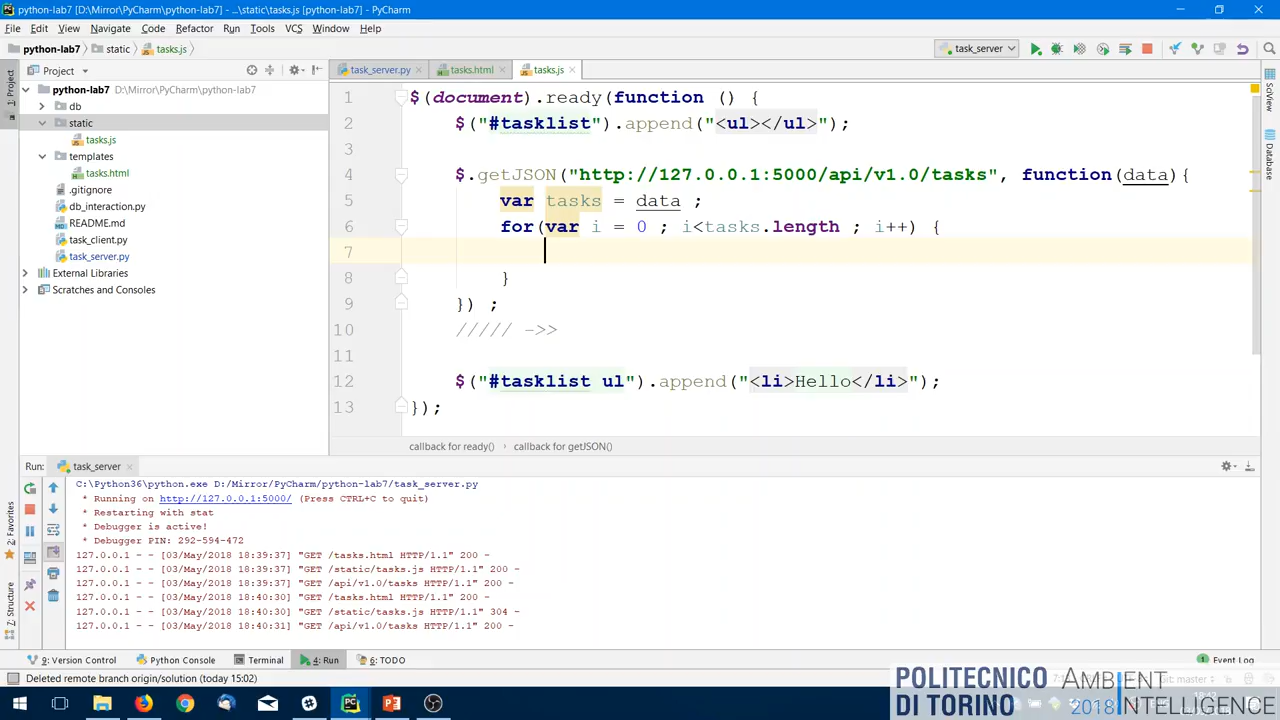 python-lab7 [D:\Mirror\PyCharm\python-lab7] - ...\static\tasks.js [python-lab7] - PyCharm
File Edit View Navigate Code Refactor Run Tools VCS Window Help
python-lab7 static tasks.js task_server
Project task_server.py tasks.html tasks.js
1: Project
python-lab7 D:\Mirror\PyCharm\python-lab7
db
static
tasks.js
templates
tasks.html
.gitignore
db_interaction.py
README.md
task_client.py
task_server.py
External Libraries
Scratches and Consoles
1 $(document).ready(function () {
2 $("#tasklist").append("<ul></ul>");
3
4 $.getJSON("http://127.0.0.1:5000/api/v1.0/tasks", function(data){
5 var tasks = data ;
6 for(var i = 0 ; i<tasks.length ; i++) {
7
8 }
9 }) ;
10 ///// ->>
11
12 $("#tasklist ul").append("<li>Hello</li>");
13 });
callback for ready() callback for getJSON()
SciView
Database
Run: task_server
C:\Python36\python.exe D:/Mirror/PyCharm/python-lab7/task_server.py
* Running on http://127.0.0.1:5000/ (Press CTRL+C to quit)
* Restarting with stat
* Debugger is active!
* Debugger PIN: 292-594-472
127.0.0.1 - - [03/May/2018 18:39:37] "GET /tasks.html HTTP/1.1" 200 -
127.0.0.1 - - [03/May/2018 18:39:37] "GET /static/tasks.js HTTP/1.1" 200 -
127.0.0.1 - - [03/May/2018 18:39:37] "GET /api/v1.0/tasks HTTP/1.1" 200 -
127.0.0.1 - - [03/May/2018 18:40:30] "GET /tasks.html HTTP/1.1" 200 -
127.0.0.1 - - [03/May/2018 18:40:30] "GET /static/tasks.js HTTP/1.1" 304 -
127.0.0.1 - - [03/May/2018 18:40:31] "GET /api/v1.0/tasks HTTP/1.1" 200 -
2: Favorites
7: Structure
9: Version Control Python Console Terminal 4: Run 6: TODO Event Log
Deleted remote branch origin/solution (today 15:02) Git: master
POLITECNICO DI TORINO
Ambient Intelligence 2018